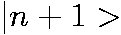 |n + 1 >